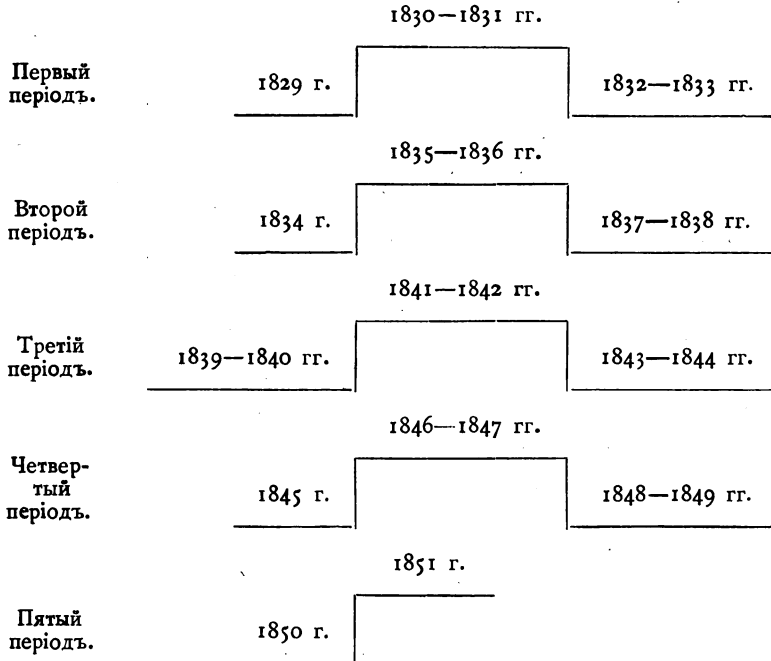 1830—1831 гг.
Первый
періодъ.
1829 г.
1832—1833 гг.
1835—1836 гг.
Второй
періодъ.
1834 г.
1837—1838 гг.
1841—1842 гг.
Третій
періодъ.
1839—1840 гг.
1843—1844 гг.
1846—1847 гг.
Четвер-
тый
періодъ.
1845 г.
1848—1849 гг.
1851 г.
Пятый
періодъ.
1850 г.